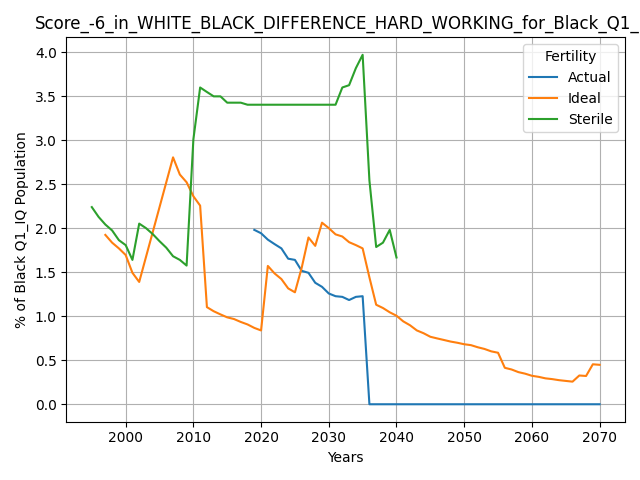 Score_-6_in_WHITE_BLACK_DIFFERENCE_HARD_WORKING_for_Black_Q1_
4.0
3.5
3.0
2.5
2.0
1.5
1.0
0.5
0.0
% of Black Q1_IQ Population
Fertility
Actual
Ideal
Sterile
2000
2010
2020
2030
2040
2050
2060
2070
Years